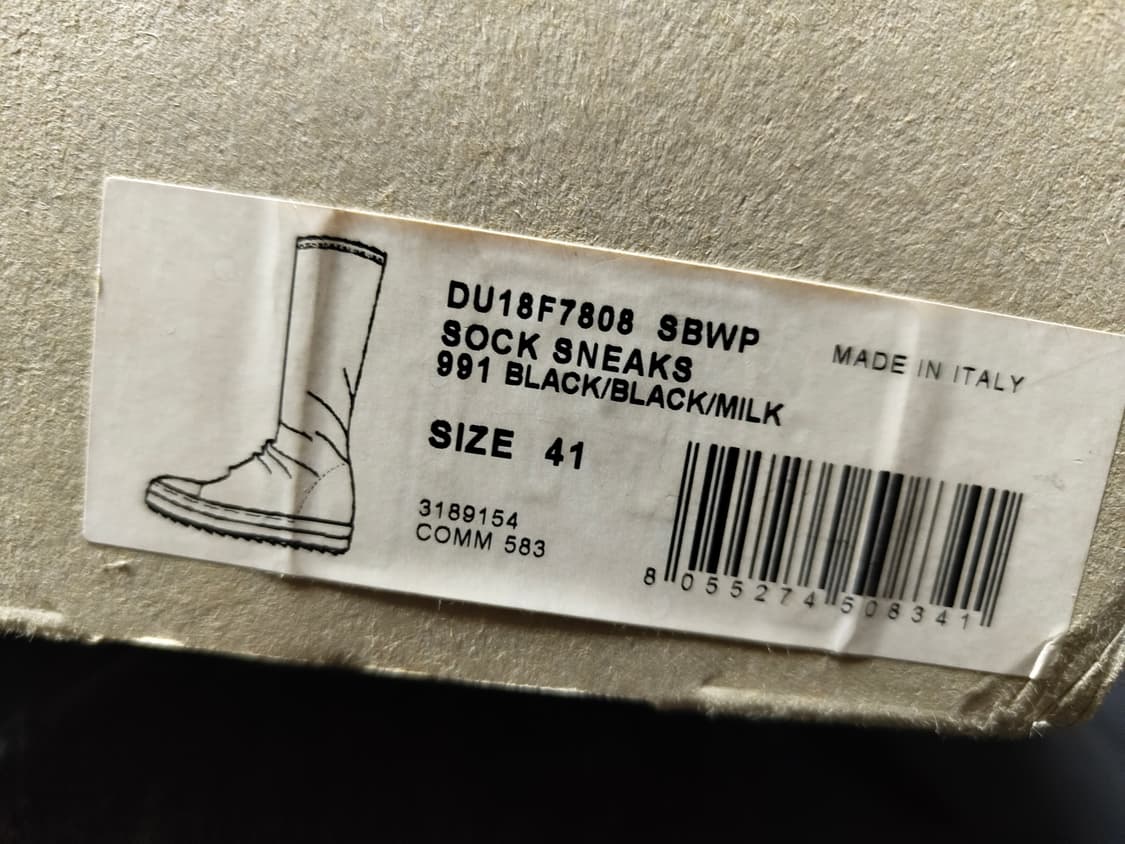 DU18F7808 SBWP
SOCK SNEAKS
991 BLACK/BLACK/MILK
MADE IN ITALY
SIZE 41
3189154
COMM 583
8 055274 508341